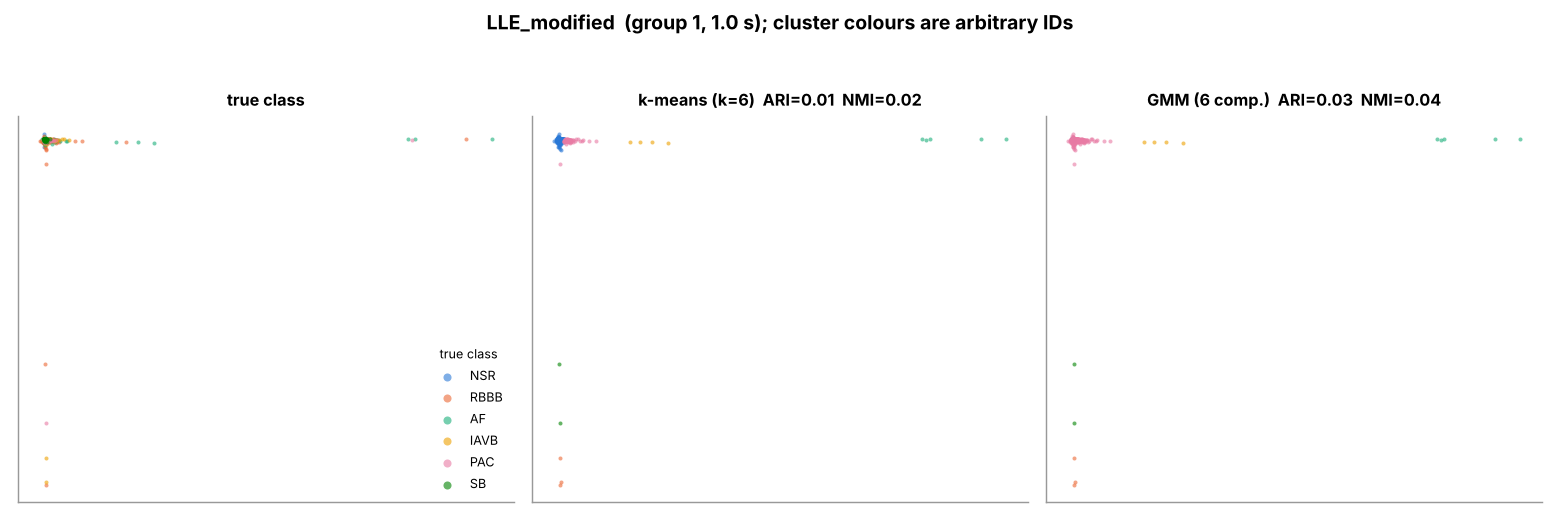 LLE_modified (group 1, 1.0 s); cluster colours are arbitrary IDs
true class
k-means (k=6) ARI=0.01 NMI=0.02
GMM (6 comp.) ARI=0.03 NMI=0.04
true class
NSR
RBBB
AF
IAVB
PAC
SB